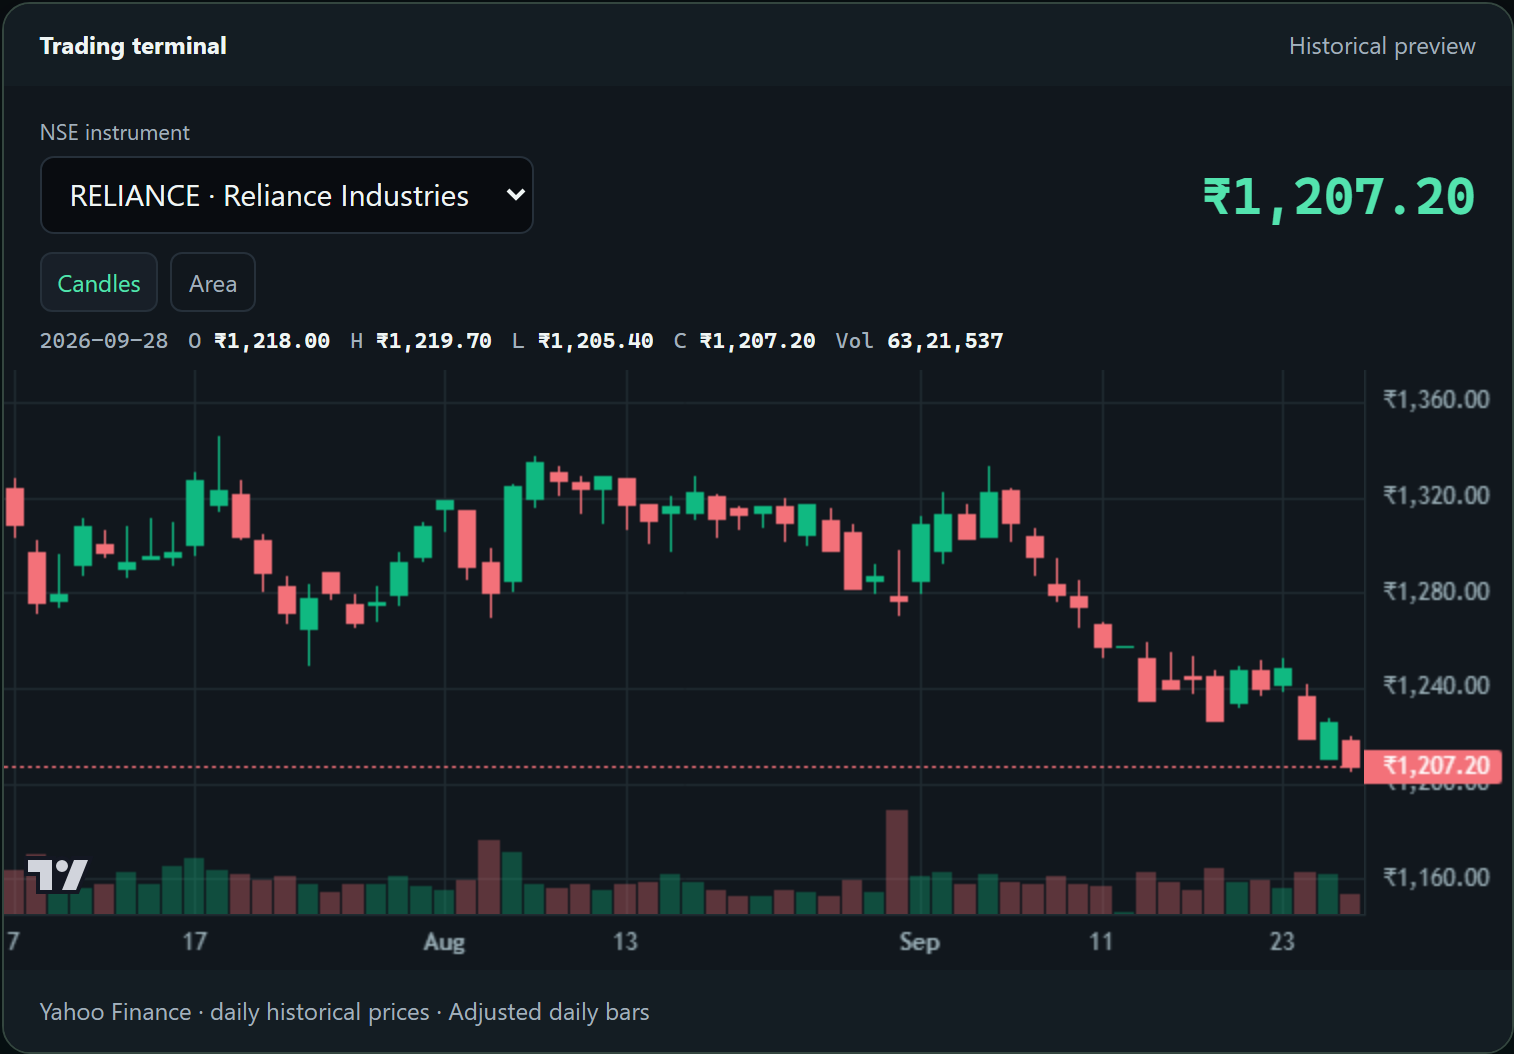 Trading terminal
Historical preview
NSE instrument
RELIANCE · Reliance Industries
₹1,207.20
Candles
Area
2026-09-28 O ₹1,218.00 H ₹1,219.70 L ₹1,205.40 C ₹1,207.20 Vol 63,21,537
₹1,360.00
₹1,320.00
₹1,280.00
₹1,240.00
₹1,207.20
₹1,200.00
₹1,160.00
7 17 Aug 13 Sep 11 23
Yahoo Finance · daily historical prices · Adjusted daily bars